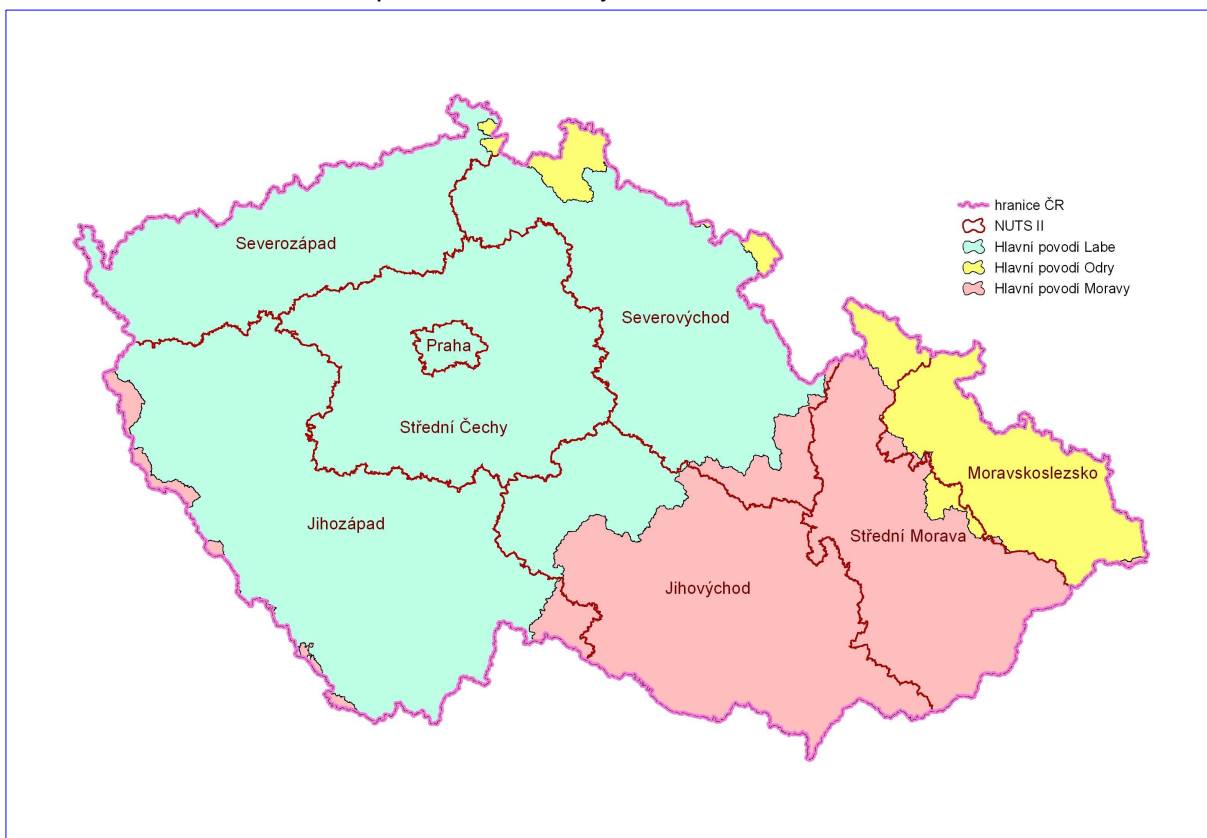 hranice ČR
NUTS II
Hlavní povodí Labe
Hlavní povodí Odry
Hlavní povodí Moravy
Severozápad
Severovýchod
Praha
Střední Čechy
Moravskoslezsko
Jihozápad
Střední Morava
Jihovýchod